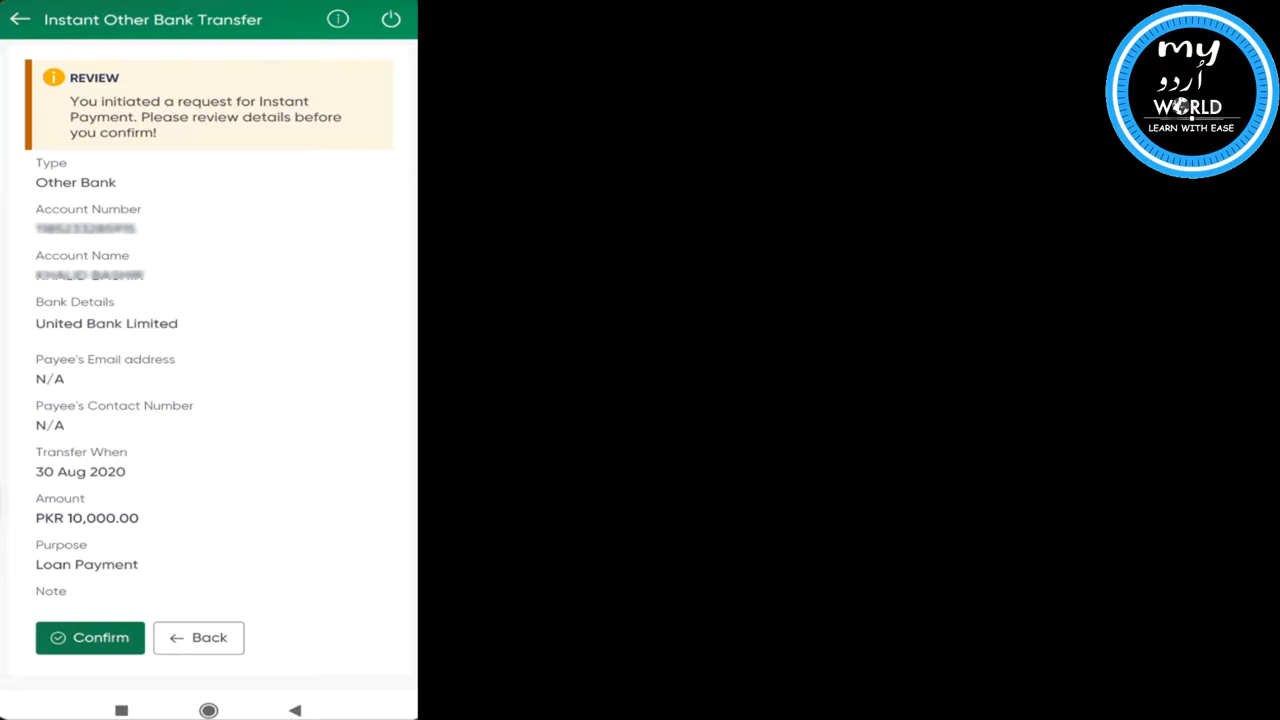 Instant Other Bank Transfer
REVIEW
You initiated a request for Instant
Payment. Please review details before
you confirm!
Type
Other Bank
Account Number
Account Name
Bank Details
United Bank Limited
Payee's Email address
N/A
Payee's Contact Number
N/A
Transfer When
30 Aug 2020
Amount
PKR 10,000.00
Purpose
Loan Payment
Note
Confirm
Back
my
اُردو
WORLD
LEARN WITH EASE